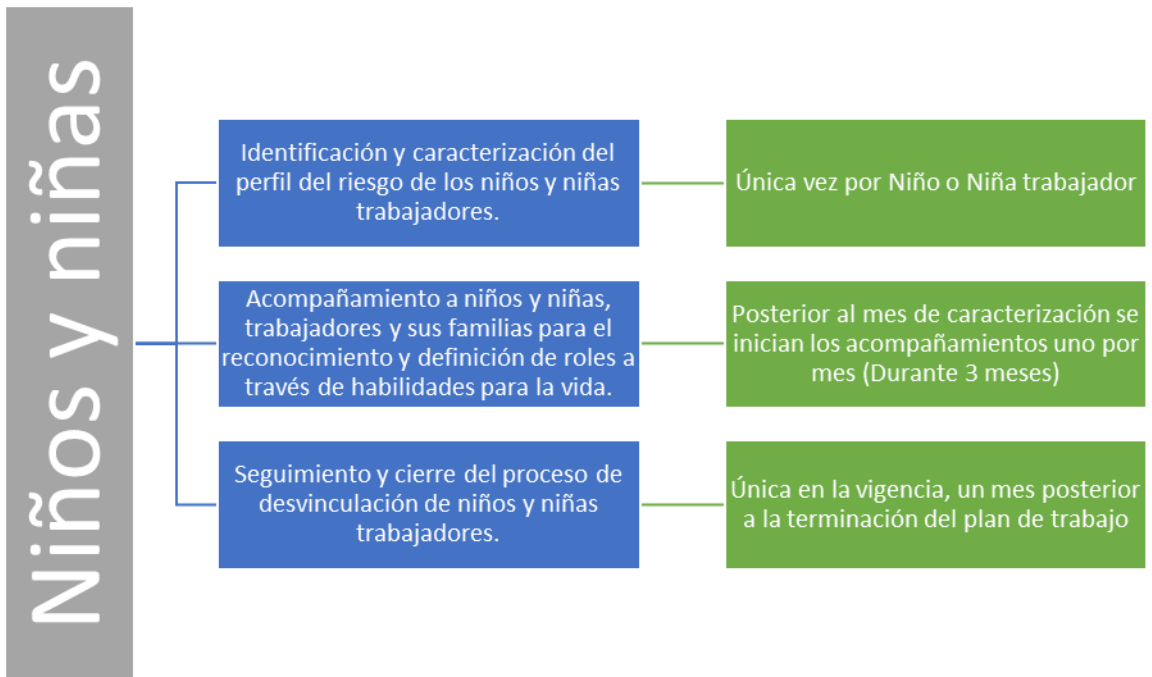 Niños y niñas
Identificación y caracterización del
perfil del riesgo de los niños y niñas
trabajadores.
Única vez por Niño o Niña trabajador
Acompañamiento a niños y niñas,
trabajadores y sus familias para el
reconocimiento y definición de roles a
través de habilidades para la vida.
Posterior al mes de caracterización se
inician los acompañamientos uno por
mes (Durante 3 meses)
Seguimiento y cierre del proceso de
desvinculación de niños y niñas
trabajadores.
Única en la vigencia, un mes posterior
a la terminación del plan de trabajo